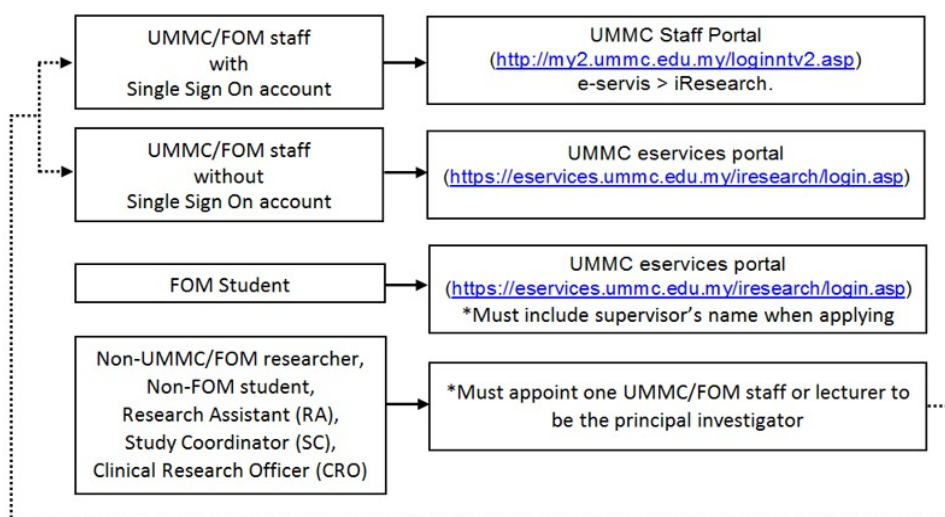 UMMC/FOM staff
with
Single Sign On account
UMMC Staff Portal
(http://my2.ummc.edu.my/loginntv2.asp)
e-servis > iResearch.
UMMC/FOM staff
without
Single Sign On account
UMMC eservices portal
(https://eservices.ummc.edu.my/iresearch/login.asp)
FOM Student
UMMC eservices portal
(https://eservices.ummc.edu.my/iresearch/login.asp)
*Must include supervisor’s name when applying
Non-UMMC/FOM researcher,
Non-FOM student,
Research Assistant (RA),
Study Coordinator (SC),
Clinical Research Officer (CRO)
*Must appoint one UMMC/FOM staff or lecturer to
be the principal investigator